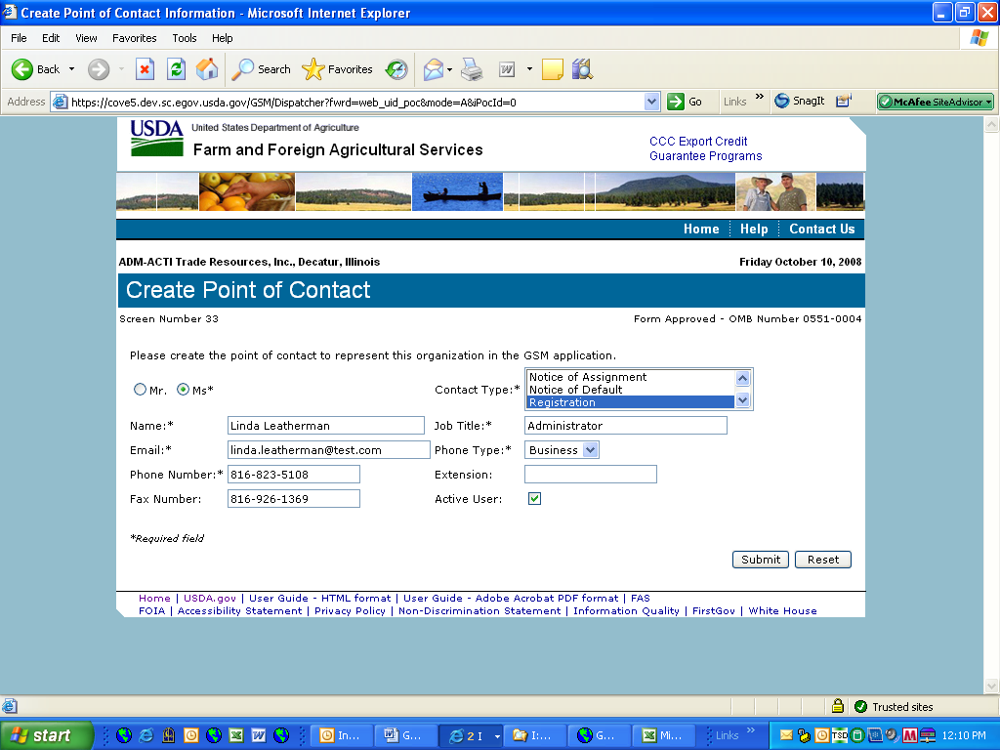 Create Point of Contact Information - Microsoft Internet Explorer
File Edit View Favorites Tools Help
Back Search Favorites
Address https://cove5.dev.sc.egov.usda.gov/GSM/Dispatcher?fwrd=web_uid_poc&mode=A&iPocId=0 Go Links » SnagIt McAfee SiteAdvisor
USDA United States Department of Agriculture
Farm and Foreign Agricultural Services
CCC Export Credit
Guarantee Programs
Home Help Contact Us
ADM-ACTI Trade Resources, Inc., Decatur, Illinois Friday October 10, 2008
Create Point of Contact
Screen Number 33 Form Approved - OMB Number 0551-0004
Please create the point of contact to represent this organization in the GSM application.
Mr. Ms* Contact Type:*
Notice of Assignment
Notice of Default
Registration
Name:* Linda Leatherman Job Title:* Administrator
Email:* linda.leatherman@test.com Phone Type:* Business
Phone Number:* 816-823-5108 Extension:
Fax Number: 816-926-1369 Active User:
*Required field
Submit Reset
Home | USDA.gov | User Guide - HTML format | User Guide - Adobe Acrobat PDF format | FAS
FOIA | Accessibility Statement | Privacy Policy | Non-Discrimination Statement | Information Quality | FirstGov | White House
Trusted sites
start In... G... 2 I I:... G... Mi... Links » TSD 12:10 PM